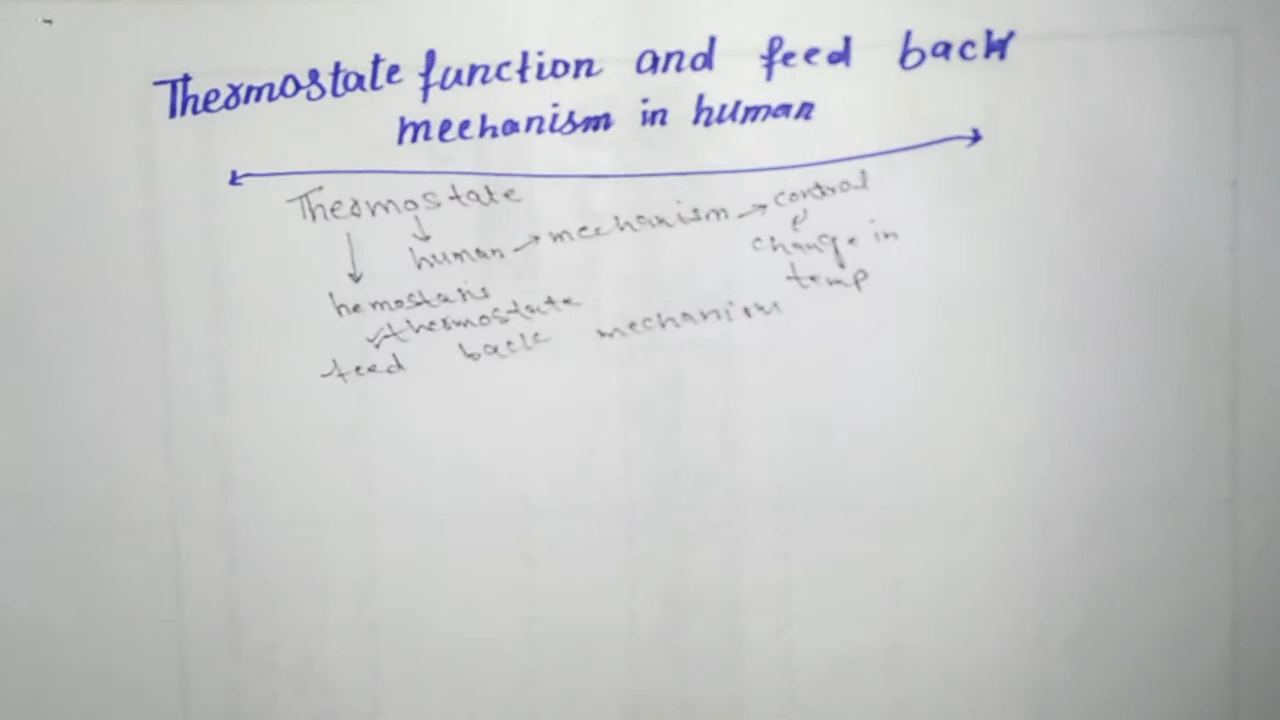 Thermostate function and feed back
mechanism in human
Thermostate
human → mechanism → control
change in
temp
hemostasis
thermostate
feed back mechanism